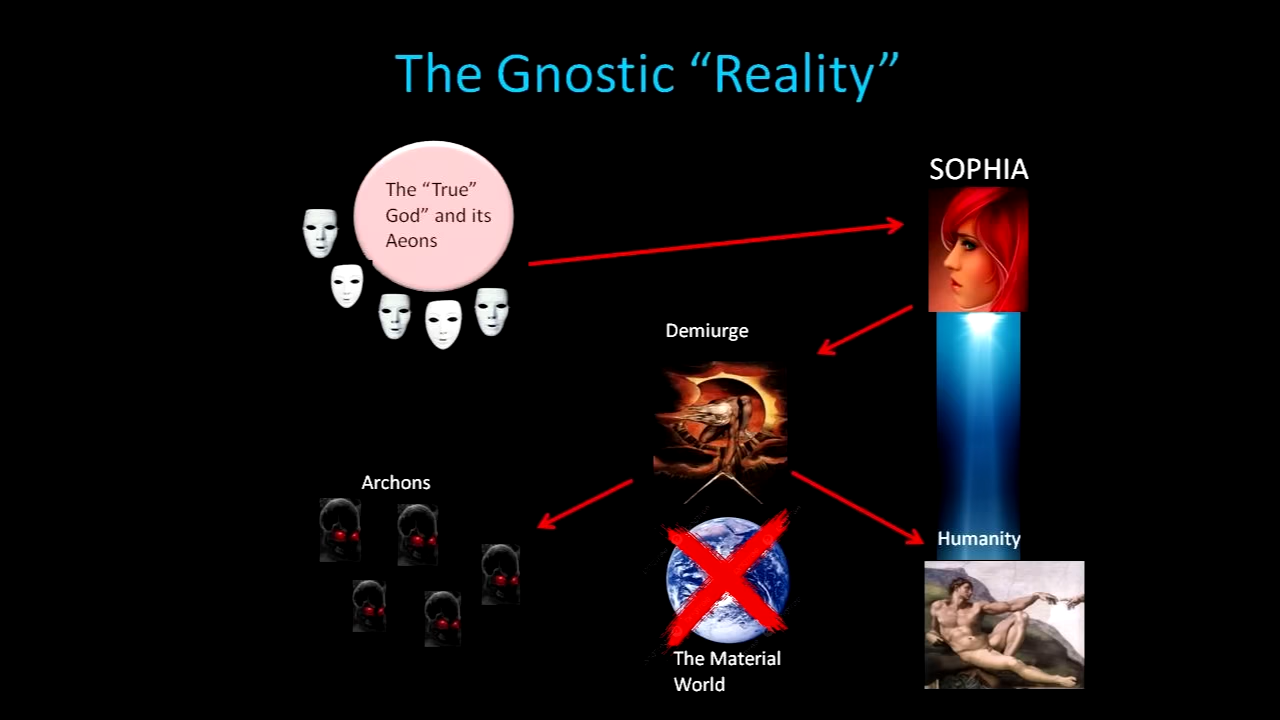 The Gnostic “Reality”
The “True”
God” and its
Aeons
SOPHIA
Demiurge
Archons
Humanity
The Material
World